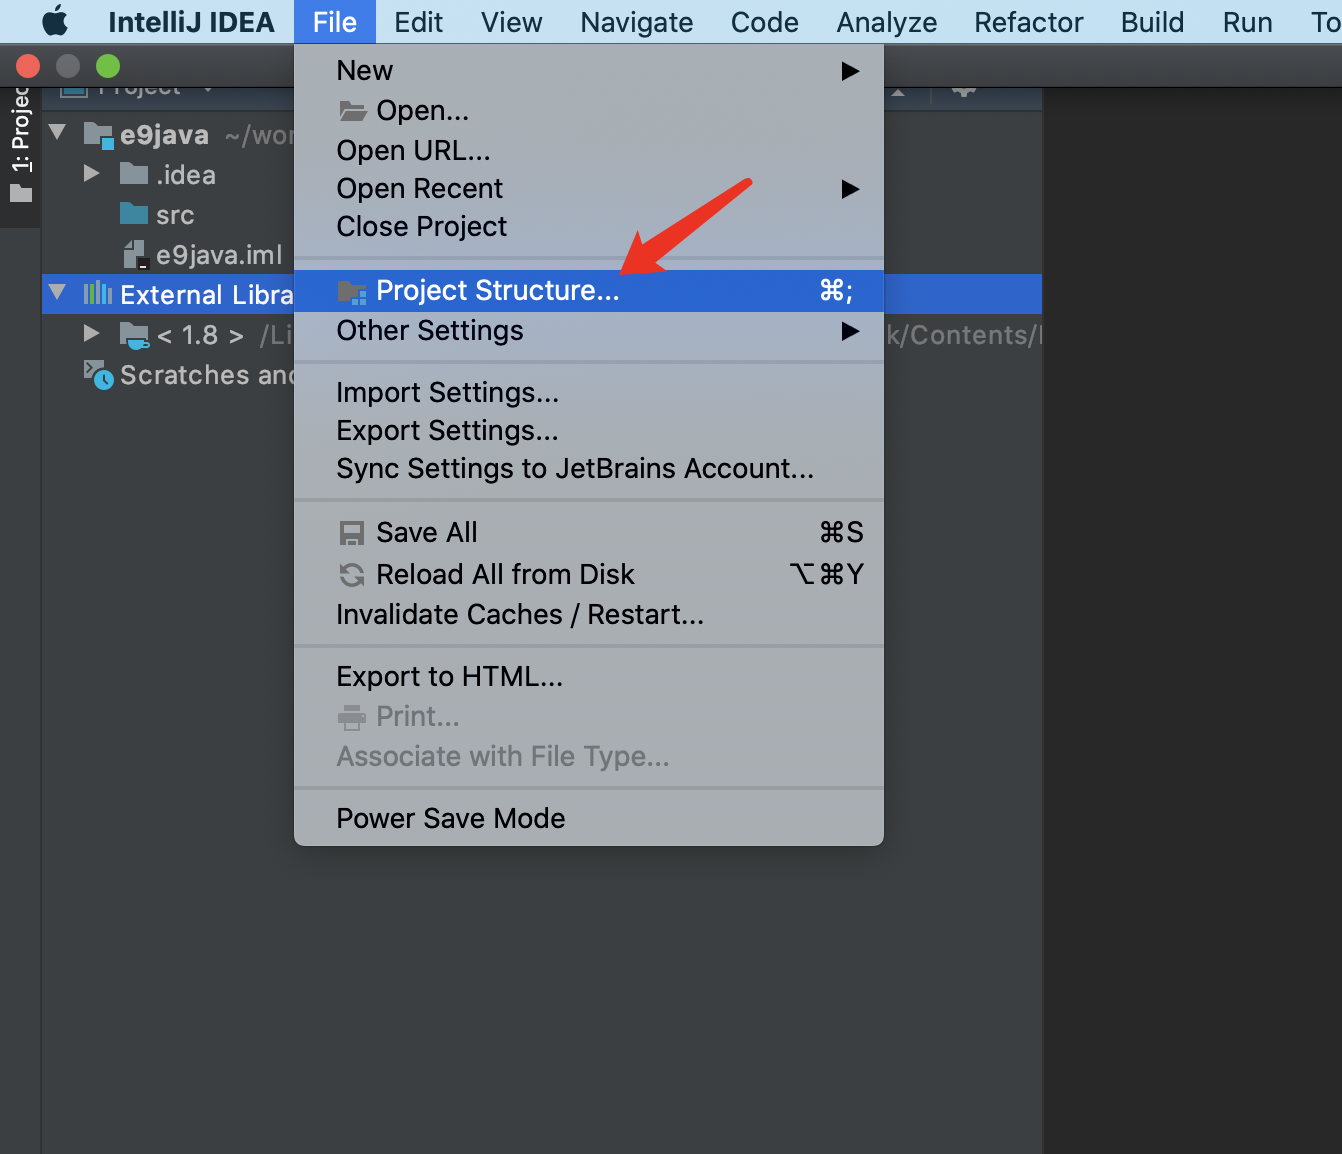 IntelliJ IDEA File Edit View Navigate Code Analyze Refactor Build Run
Project
1: Projec
e9java ~/wor
.idea
src
e9java.iml
External Libra
< 1.8 > /Li
k/Contents/
Scratches and
New
Open...
Open URL...
Open Recent
Close Project
Project Structure... ⌘;
Other Settings
Import Settings...
Export Settings...
Sync Settings to JetBrains Account...
Save All ⌘S
Reload All from Disk ⌥⌘Y
Invalidate Caches / Restart...
Export to HTML...
Print...
Associate with File Type...
Power Save Mode